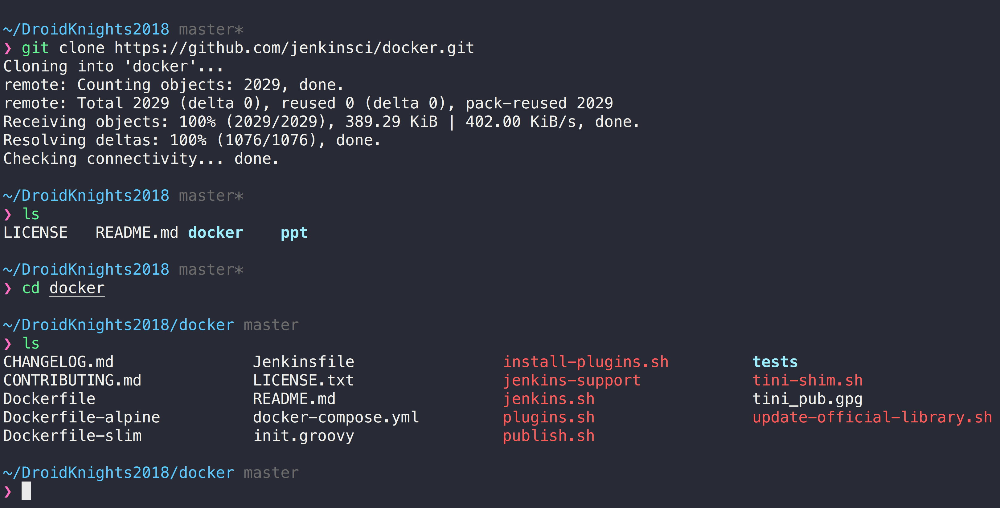 ~/DroidKnights2018 master*
❯ git clone https://github.com/jenkinsci/docker.git
Cloning into 'docker'...
remote: Counting objects: 2029, done.
remote: Total 2029 (delta 0), reused 0 (delta 0), pack-reused 2029
Receiving objects: 100% (2029/2029), 389.29 KiB | 402.00 KiB/s, done.
Resolving deltas: 100% (1076/1076), done.
Checking connectivity... done.
~/DroidKnights2018 master*
❯ ls
LICENSE   README.md docker    ppt
~/DroidKnights2018 master*
❯ cd docker
~/DroidKnights2018/docker master
❯ ls
CHANGELOG.md               Jenkinsfile                install-plugins.sh         tests
CONTRIBUTING.md            LICENSE.txt                jenkins-support            tini-shim.sh
Dockerfile                 README.md                  jenkins.sh                 tini_pub.gpg
Dockerfile-alpine          docker-compose.yml         plugins.sh                 update-official-library.sh
Dockerfile-slim            init.groovy                publish.sh
~/DroidKnights2018/docker master
❯